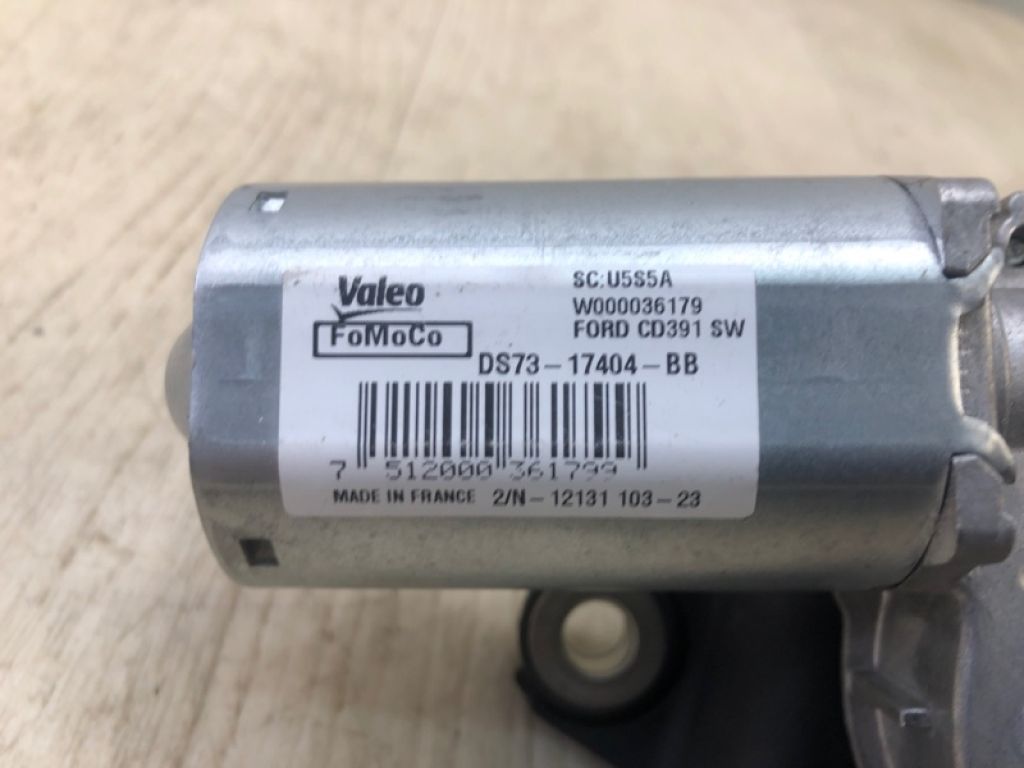 Valeo
FoMoCo
SC:U5S5A
W000036179
FORD CD391 SW
DS73-17404-BB
7 512000 361799
MADE IN FRANCE 2/N-12131 103-23